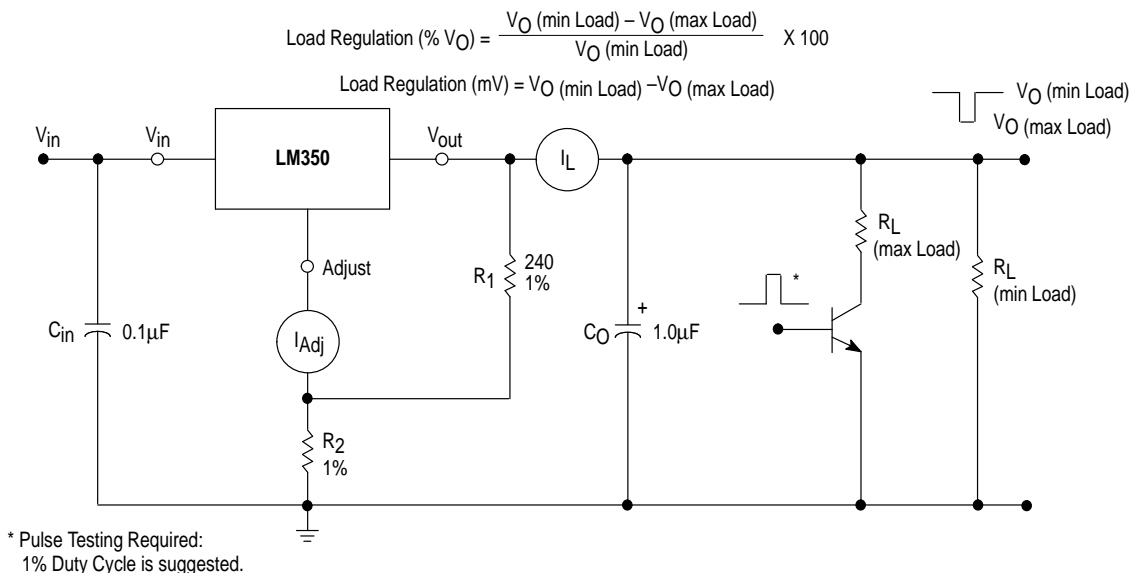 Load Regulation (% VO) = VO (min Load) – VO (max Load) / VO (min Load) X 100
Load Regulation (mV) = VO (min Load) –VO (max Load)
VO (min Load)
VO (max Load)
Vin
Vin
LM350
Vout
IL
RL
(max Load)
RL
(min Load)
Adjust
R1
240
1%
*
Cin
0.1μF
IAdj
+
CO
1.0μF
R2
1%
* Pulse Testing Required:
1% Duty Cycle is suggested.